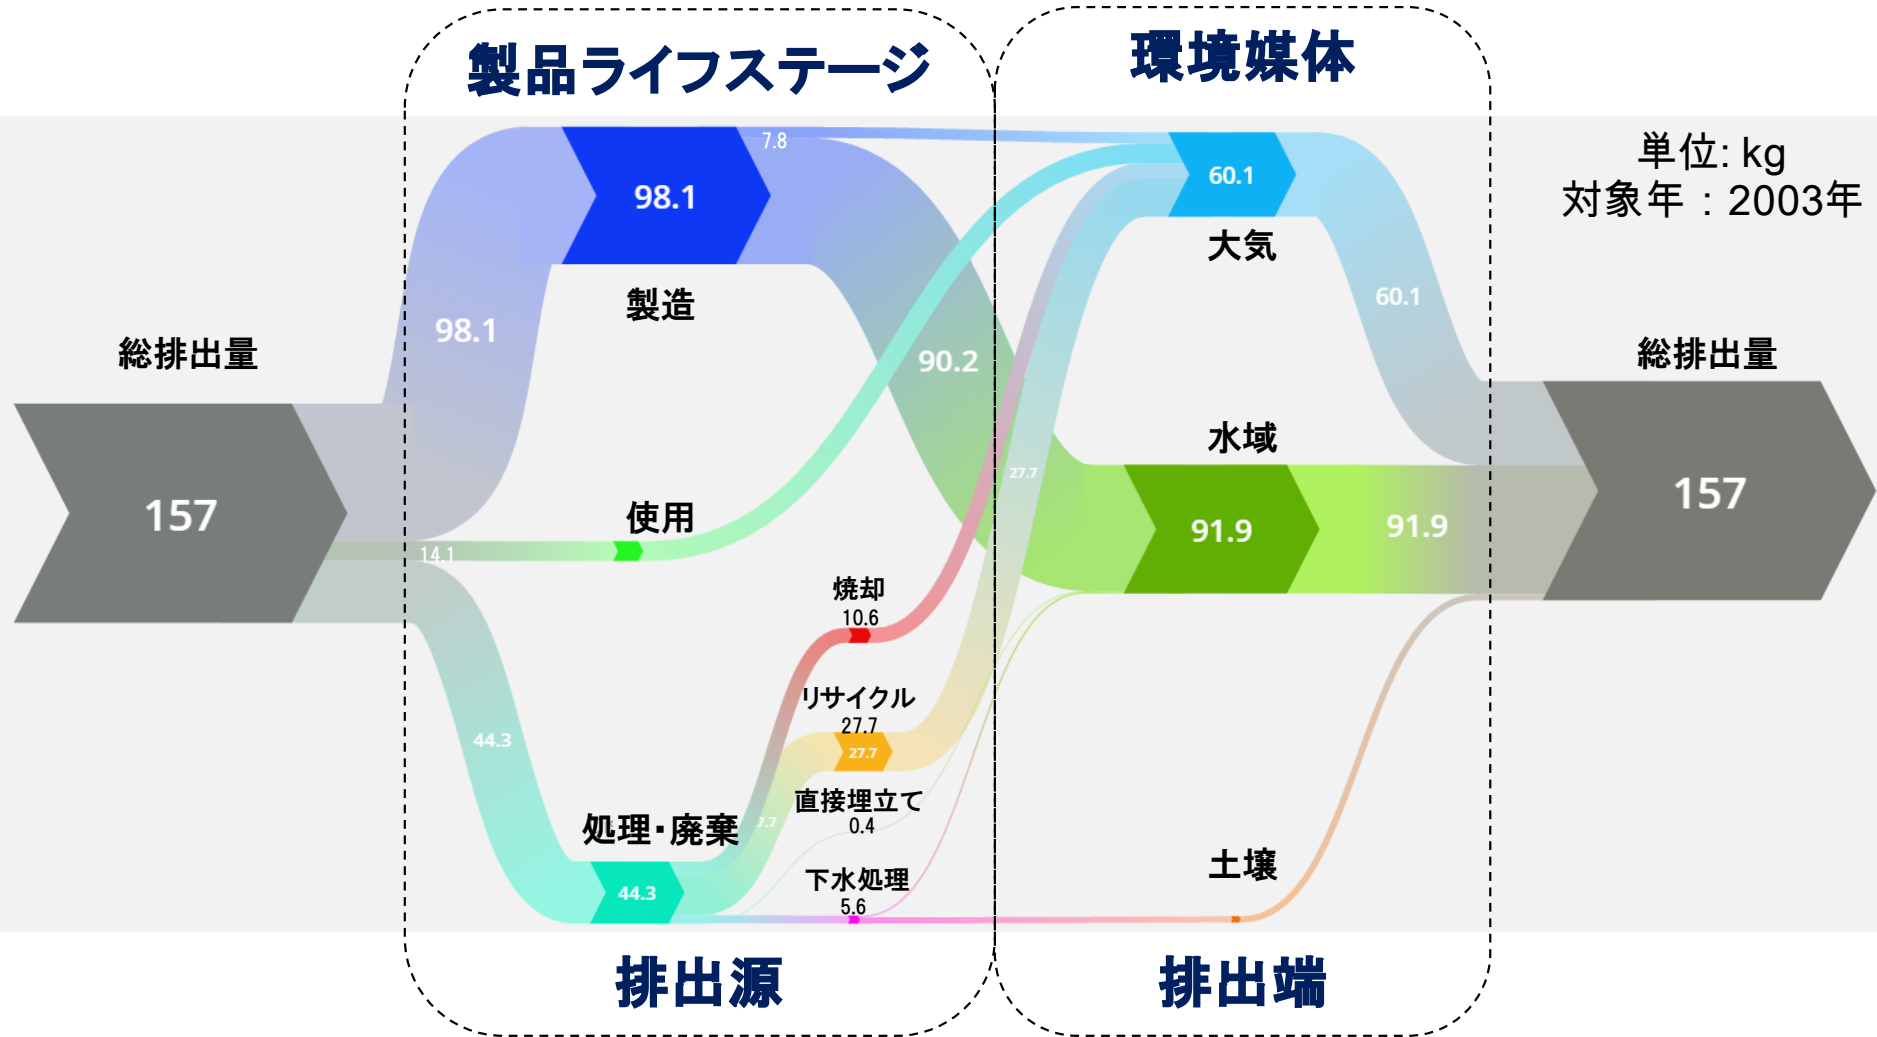 製品ライフステージ
環境媒体
単位: kg
対象年：2003年
総排出量
157
98.1
98.1
製造
7.8
90.2
14.1
使用
44.3
処理・廃棄
44.3
焼却
10.6
リサイクル
27.7
27.7
7.7
直接埋立て
0.4
下水処理
5.6
27.7
60.1
大気
60.1
水域
91.9
91.9
土壌
総排出量
157
排出源
排出端